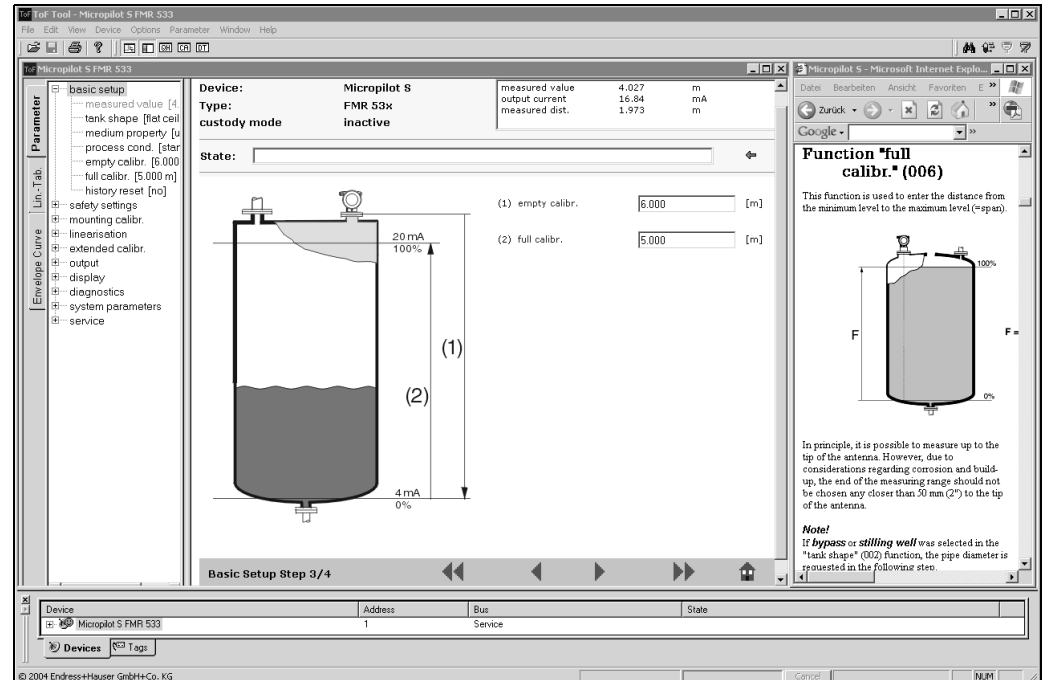 ToF Tool - Micropilot S FMR 533
File Edit View Device Options Parameter Window Help
Micropilot S FMR 533
Parameter
Lin.-Tab.
Envelope Curve
basic setup
measured value [4.
tank shape [flat ceil
medium property [u
process cond. [star
empty calibr. [6.000
full calibr. [5.000 m]
history reset [no]
safety settings
mounting calibr.
linearisation
extended calibr.
output
display
diagnostics
system parameters
service
Device: Micropilot S
Type: FMR 53x
custody mode inactive
measured value 4.027 m
output current 16.84 mA
measured dist. 1.973 m
State:
20 mA
100%
(1)
(2)
4 mA
0%
(1) empty calibr. 6.000 [m]
(2) full calibr. 5.000 [m]
Basic Setup Step 3/4
Micropilot S - Microsoft Internet Explo...
Datei Bearbeiten Ansicht Favoriten E »
Zurück
Google
Function "full
calibr." (006)
This function is used to enter the distance from
the minimum level to the maximum level (=span).
100%
F
F =
0%
In principle, it is possible to measure up to the
tip of the antenna. However, due to
considerations regarding corrosion and build-
up, the end of the measuring range should not
be chosen any closer than 50 mm (2") to the tip
of the antenna.
Note!
If bypass or stilling well was selected in the
"tank shape" (002) function, the pipe diameter is
requested in the following step.
Device Address Bus State
Micropilot S FMR 533 1 Service
Devices Tags
© 2004 Endress+Hauser GmbH+Co. KG Cancel NUM